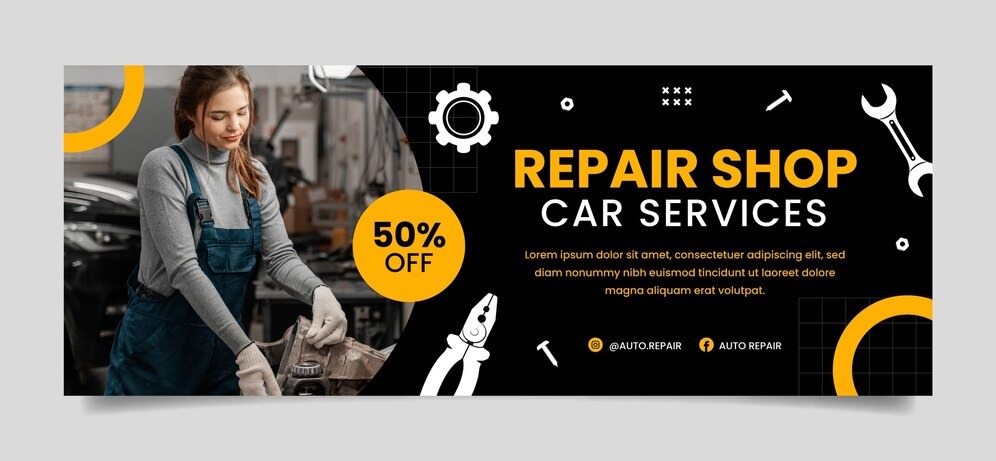 50%
OFF
REPAIR SHOP
CAR SERVICES
Lorem ipsum dolor sit amet, consectetuer adipiscing elit, sed
diam nonummy nibh euismod tincidunt ut laoreet dolore
magna aliquam erat volutpat.
@AUTO.REPAIR
AUTO REPAIR